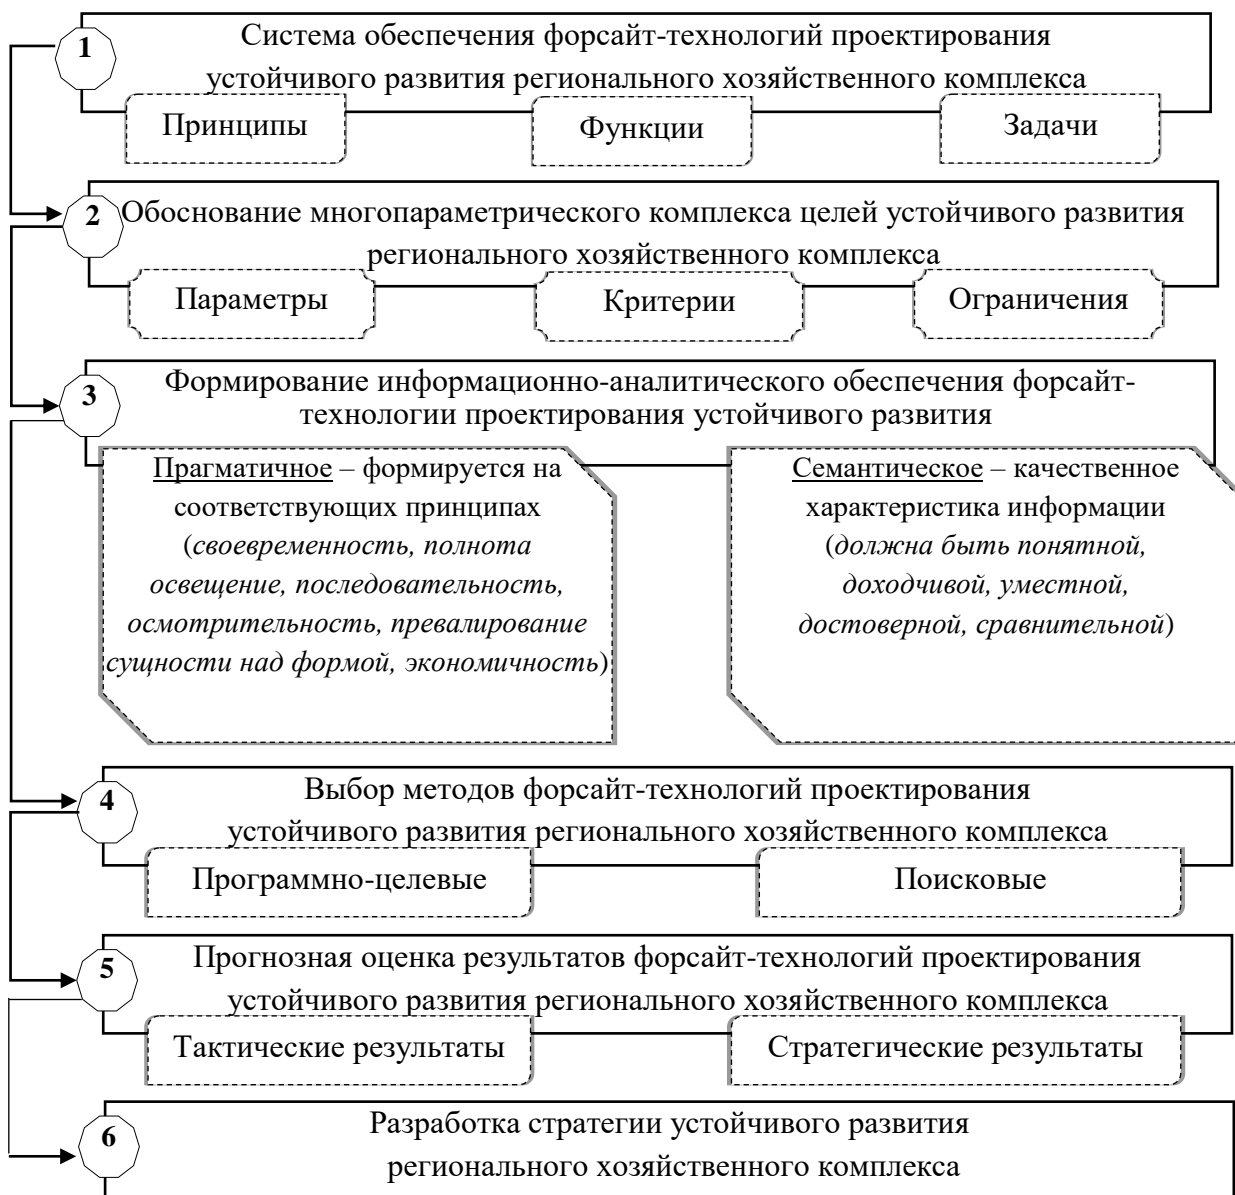 1
Система обеспечения форсайт-технологий проектирования
устойчивого развития регионального хозяйственного комплекса
Принципы
Функции
Задачи
2
Обоснование многопараметрического комплекса целей устойчивого развития
регионального хозяйственного комплекса
Параметры
Критерии
Ограничения
3
Формирование информационно-аналитического обеспечения форсайт-
технологии проектирования устойчивого развития
Прагматичное – формируется на
соответствующих принципах
(своевременность, полнота
освещение, последовательность,
осмотрительность, превалирование
сущности над формой, экономичность)
Семантическое – качественное
характеристика информации
(должна быть понятной,
доходчивой, уместной,
достоверной, сравнительной)
4
Выбор методов форсайт-технологий проектирования
устойчивого развития регионального хозяйственного комплекса
Программно-целевые
Поисковые
5
Прогнозная оценка результатов форсайт-технологий проектирования
устойчивого развития регионального хозяйственного комплекса
Тактические результаты
Стратегические результаты
6
Разработка стратегии устойчивого развития
регионального хозяйственного комплекса